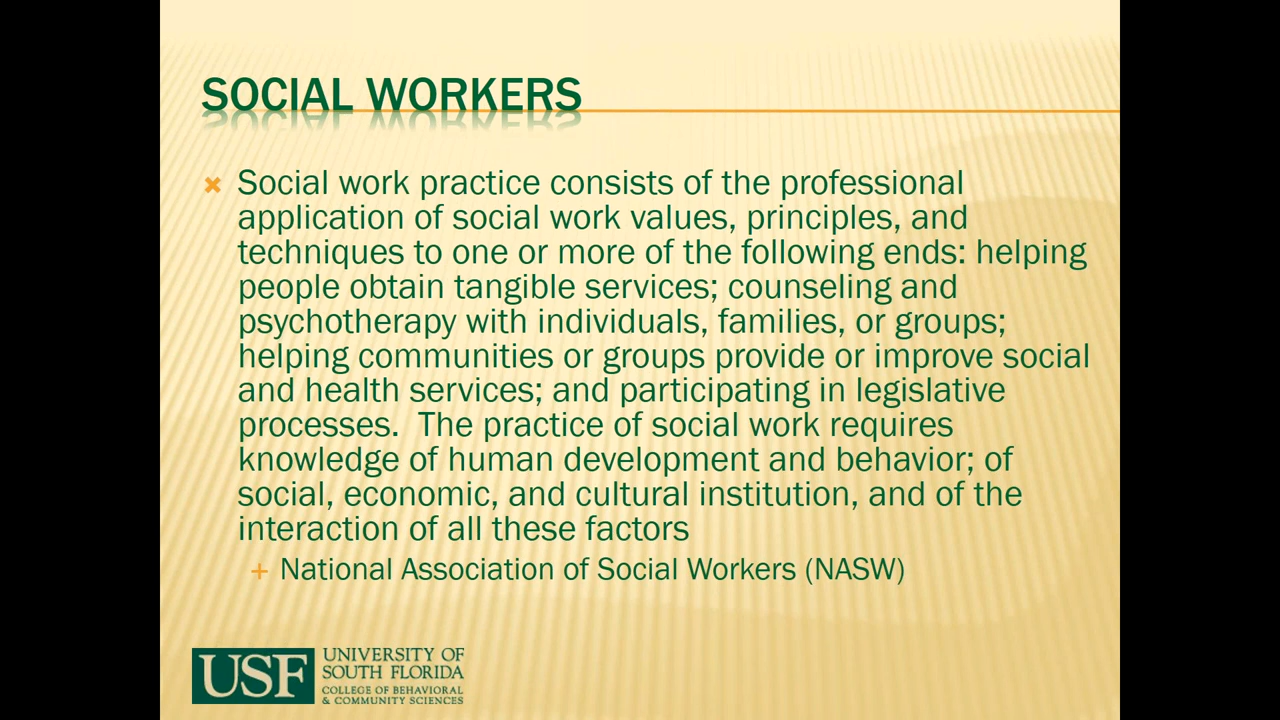 SOCIAL WORKERS
Social work practice consists of the professional
application of social work values, principles, and
techniques to one or more of the following ends: helping
people obtain tangible services; counseling and
psychotherapy with individuals, families, or groups;
helping communities or groups provide or improve social
and health services; and participating in legislative
processes.  The practice of social work requires
knowledge of human development and behavior; of
social, economic, and cultural institution, and of the
interaction of all these factors
National Association of Social Workers (NASW)
USF
UNIVERSITY OF
SOUTH FLORIDA
COLLEGE OF BEHAVIORAL
& COMMUNITY SCIENCES